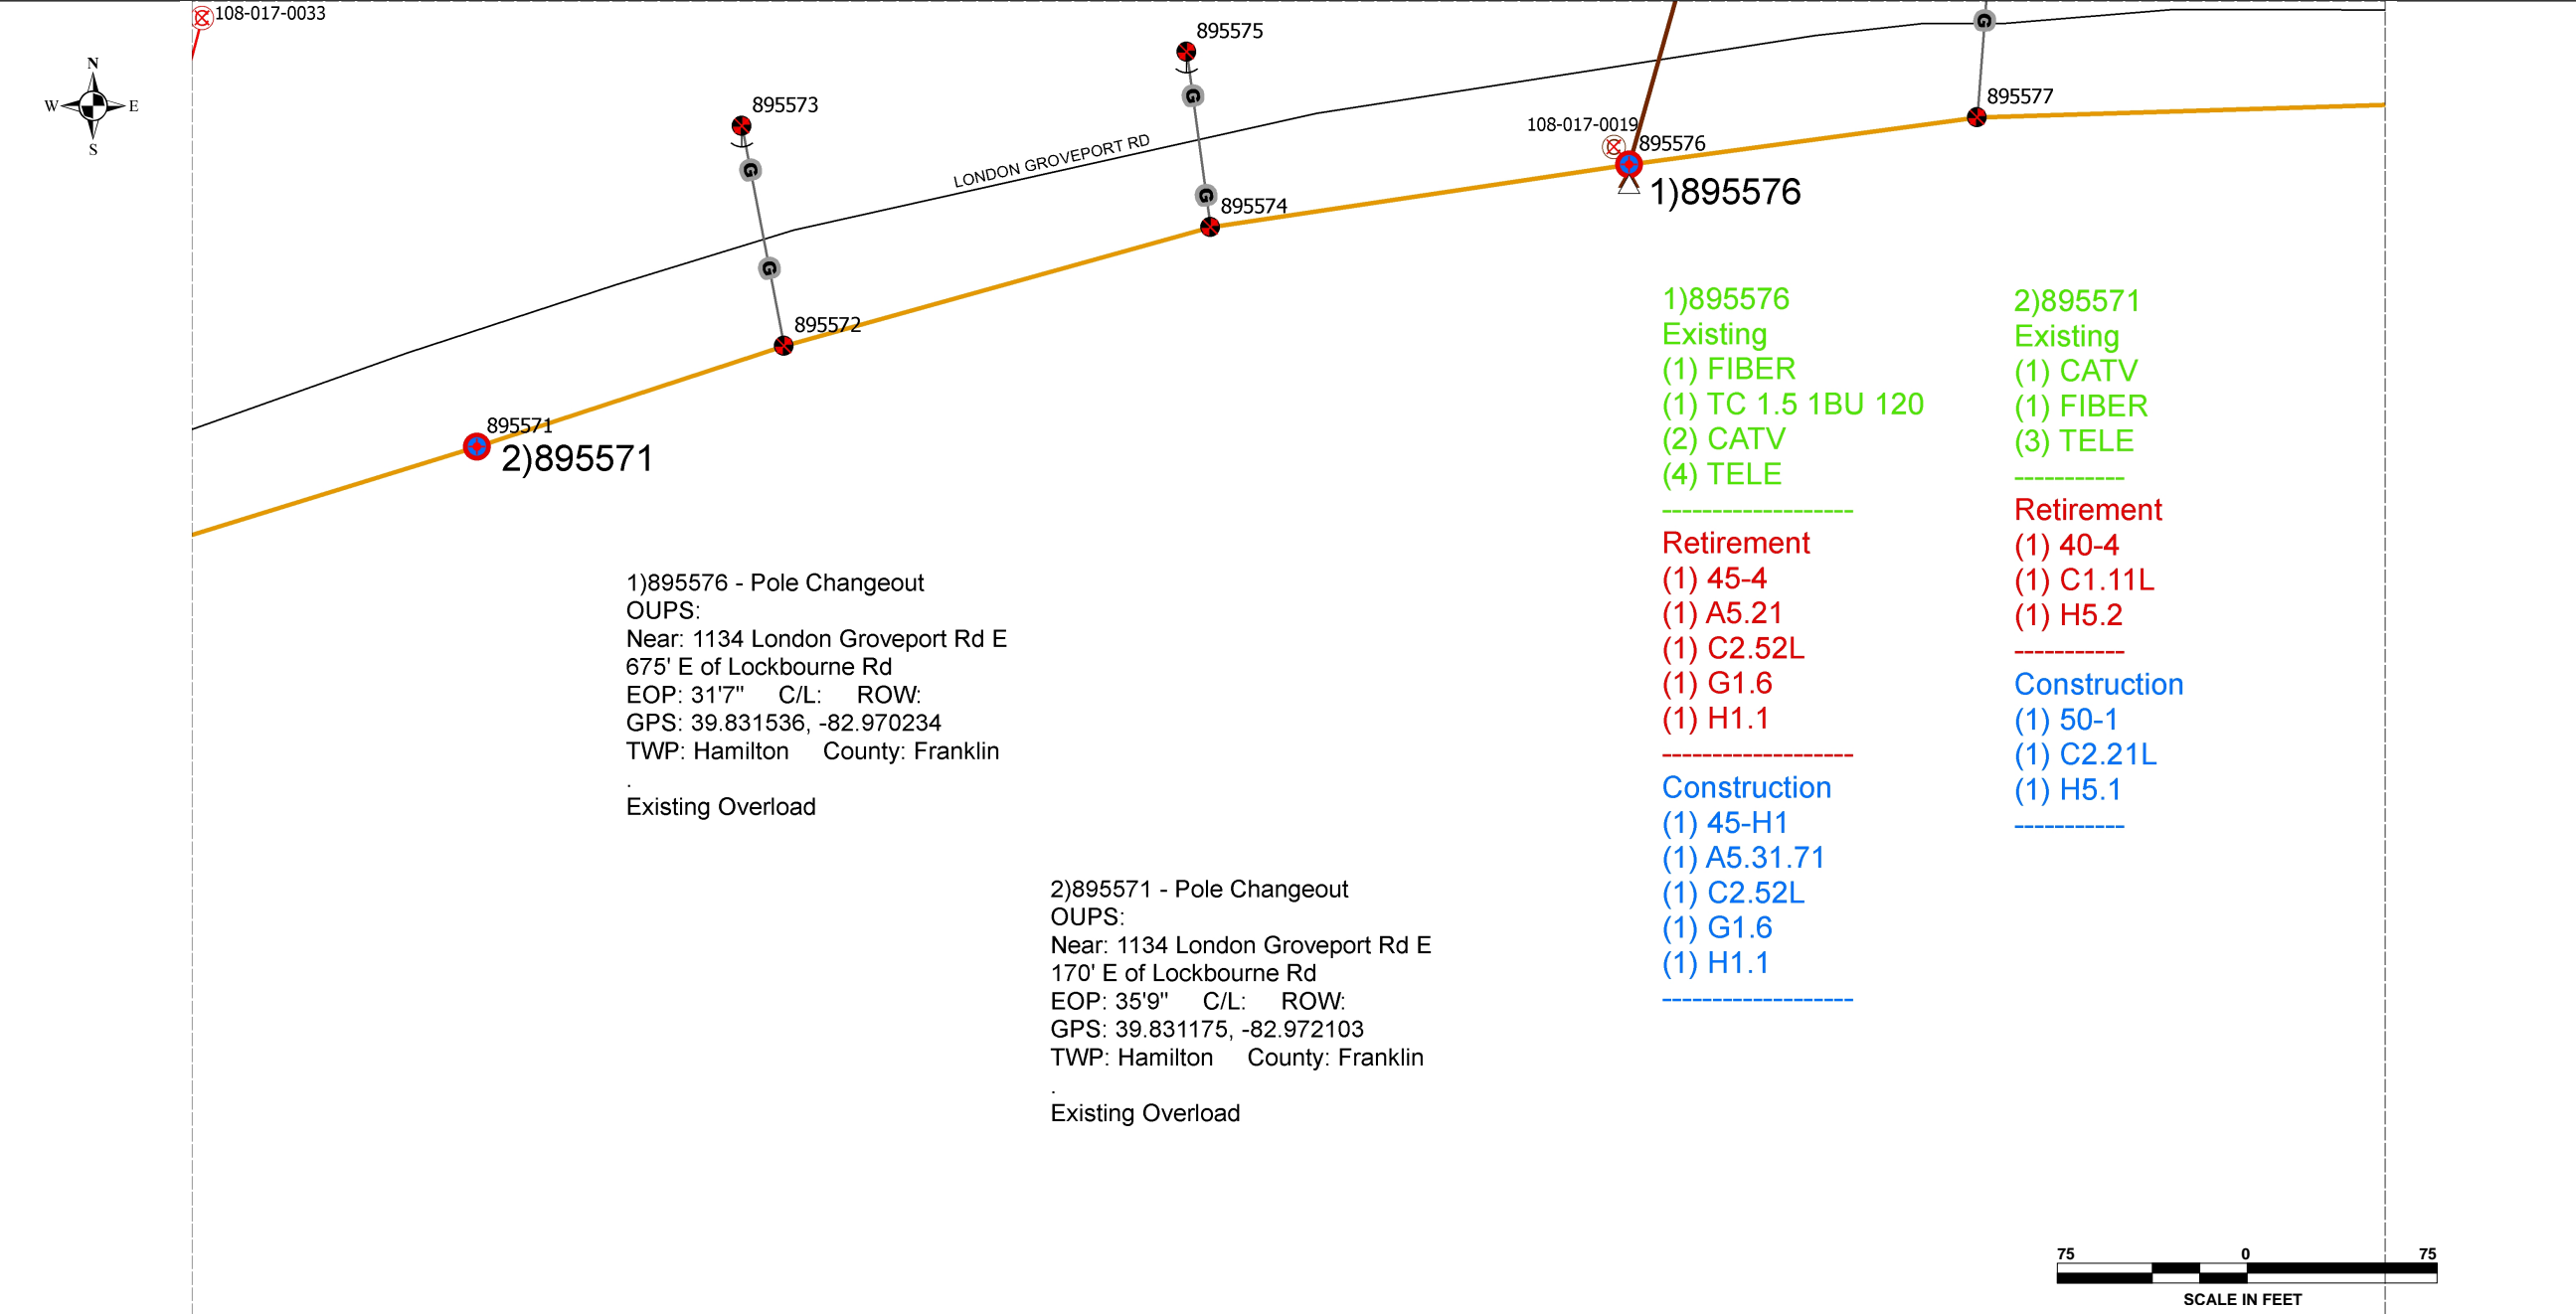 108-017-0033
895575
G
N
W E
S
895573
G
895577
G
LONDON GROVEPORT RD
108-017-0019
895576
1)895576
G
G
895574
G
895572
895571
2)895571
1)895576
Existing
(1) FIBER
(1) TC 1.5 1BU 120
(2) CATV
(4) TELE
-------------------
Retirement
(1) 45-4
(1) A5.21
(1) C2.52L
(1) G1.6
(1) H1.1
-------------------
Construction
(1) 45-H1
(1) A5.31.71
(1) C2.52L
(1) G1.6
(1) H1.1
-------------------
2)895571
Existing
(1) CATV
(1) FIBER
(3) TELE
-----------
Retirement
(1) 40-4
(1) C1.11L
(1) H5.2
-----------
Construction
(1) 50-1
(1) C2.21L
(1) H5.1
-----------
1)895576 - Pole Changeout
OUPS:
Near: 1134 London Groveport Rd E
675' E of Lockbourne Rd
EOP: 31'7" C/L: ROW:
GPS: 39.831536, -82.970234
TWP: Hamilton County: Franklin
.
Existing Overload
2)895571 - Pole Changeout
OUPS:
Near: 1134 London Groveport Rd E
170' E of Lockbourne Rd
EOP: 35'9" C/L: ROW:
GPS: 39.831175, -82.972103
TWP: Hamilton County: Franklin
.
Existing Overload
75 0 75
SCALE IN FEET